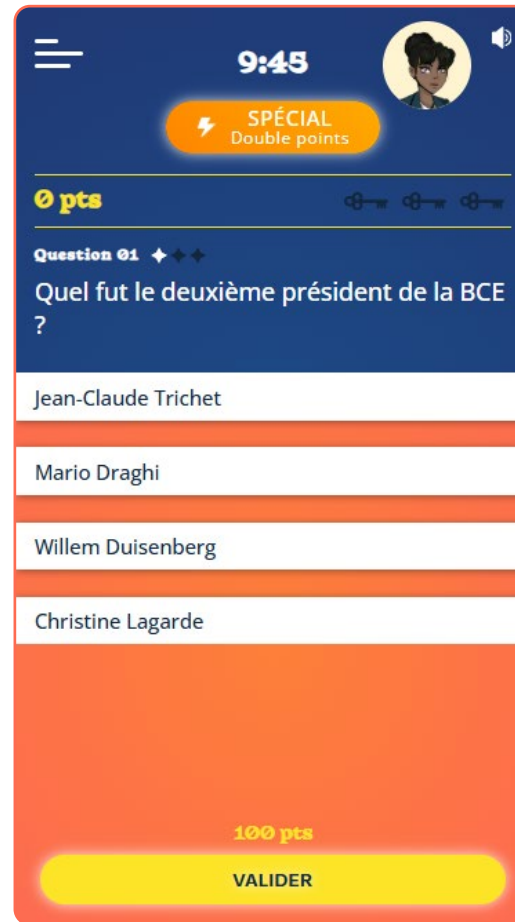 9:45
SPÉCIAL
Double points
0 pts
Question 01
Quel fut le deuxième président de la BCE
?
Jean-Claude Trichet
Mario Draghi
Willem Duisenberg
Christine Lagarde
100 pts
VALIDER